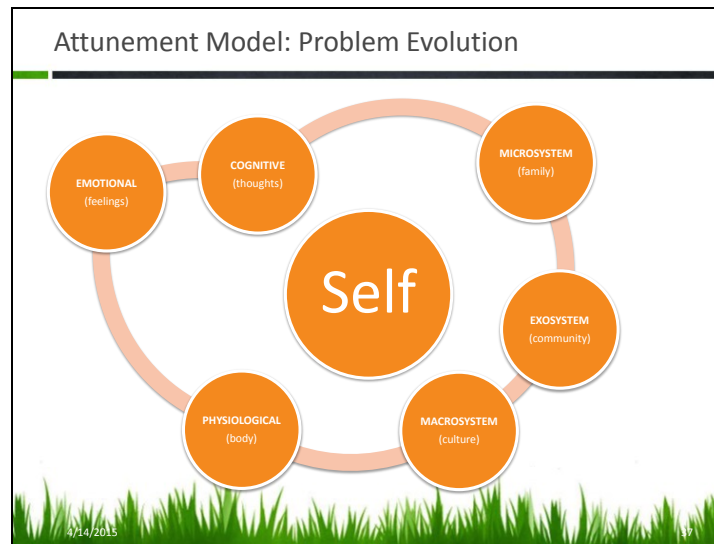 Attunement Model: Problem Evolution
EMOTIONAL
(feelings)
COGNITIVE
(thoughts)
MICROSYSTEM
(family)
Self
EXOSYSTEM
(community)
PHYSIOLOGICAL
(body)
MACROSYSTEM
(culture)
4/14/2015
37